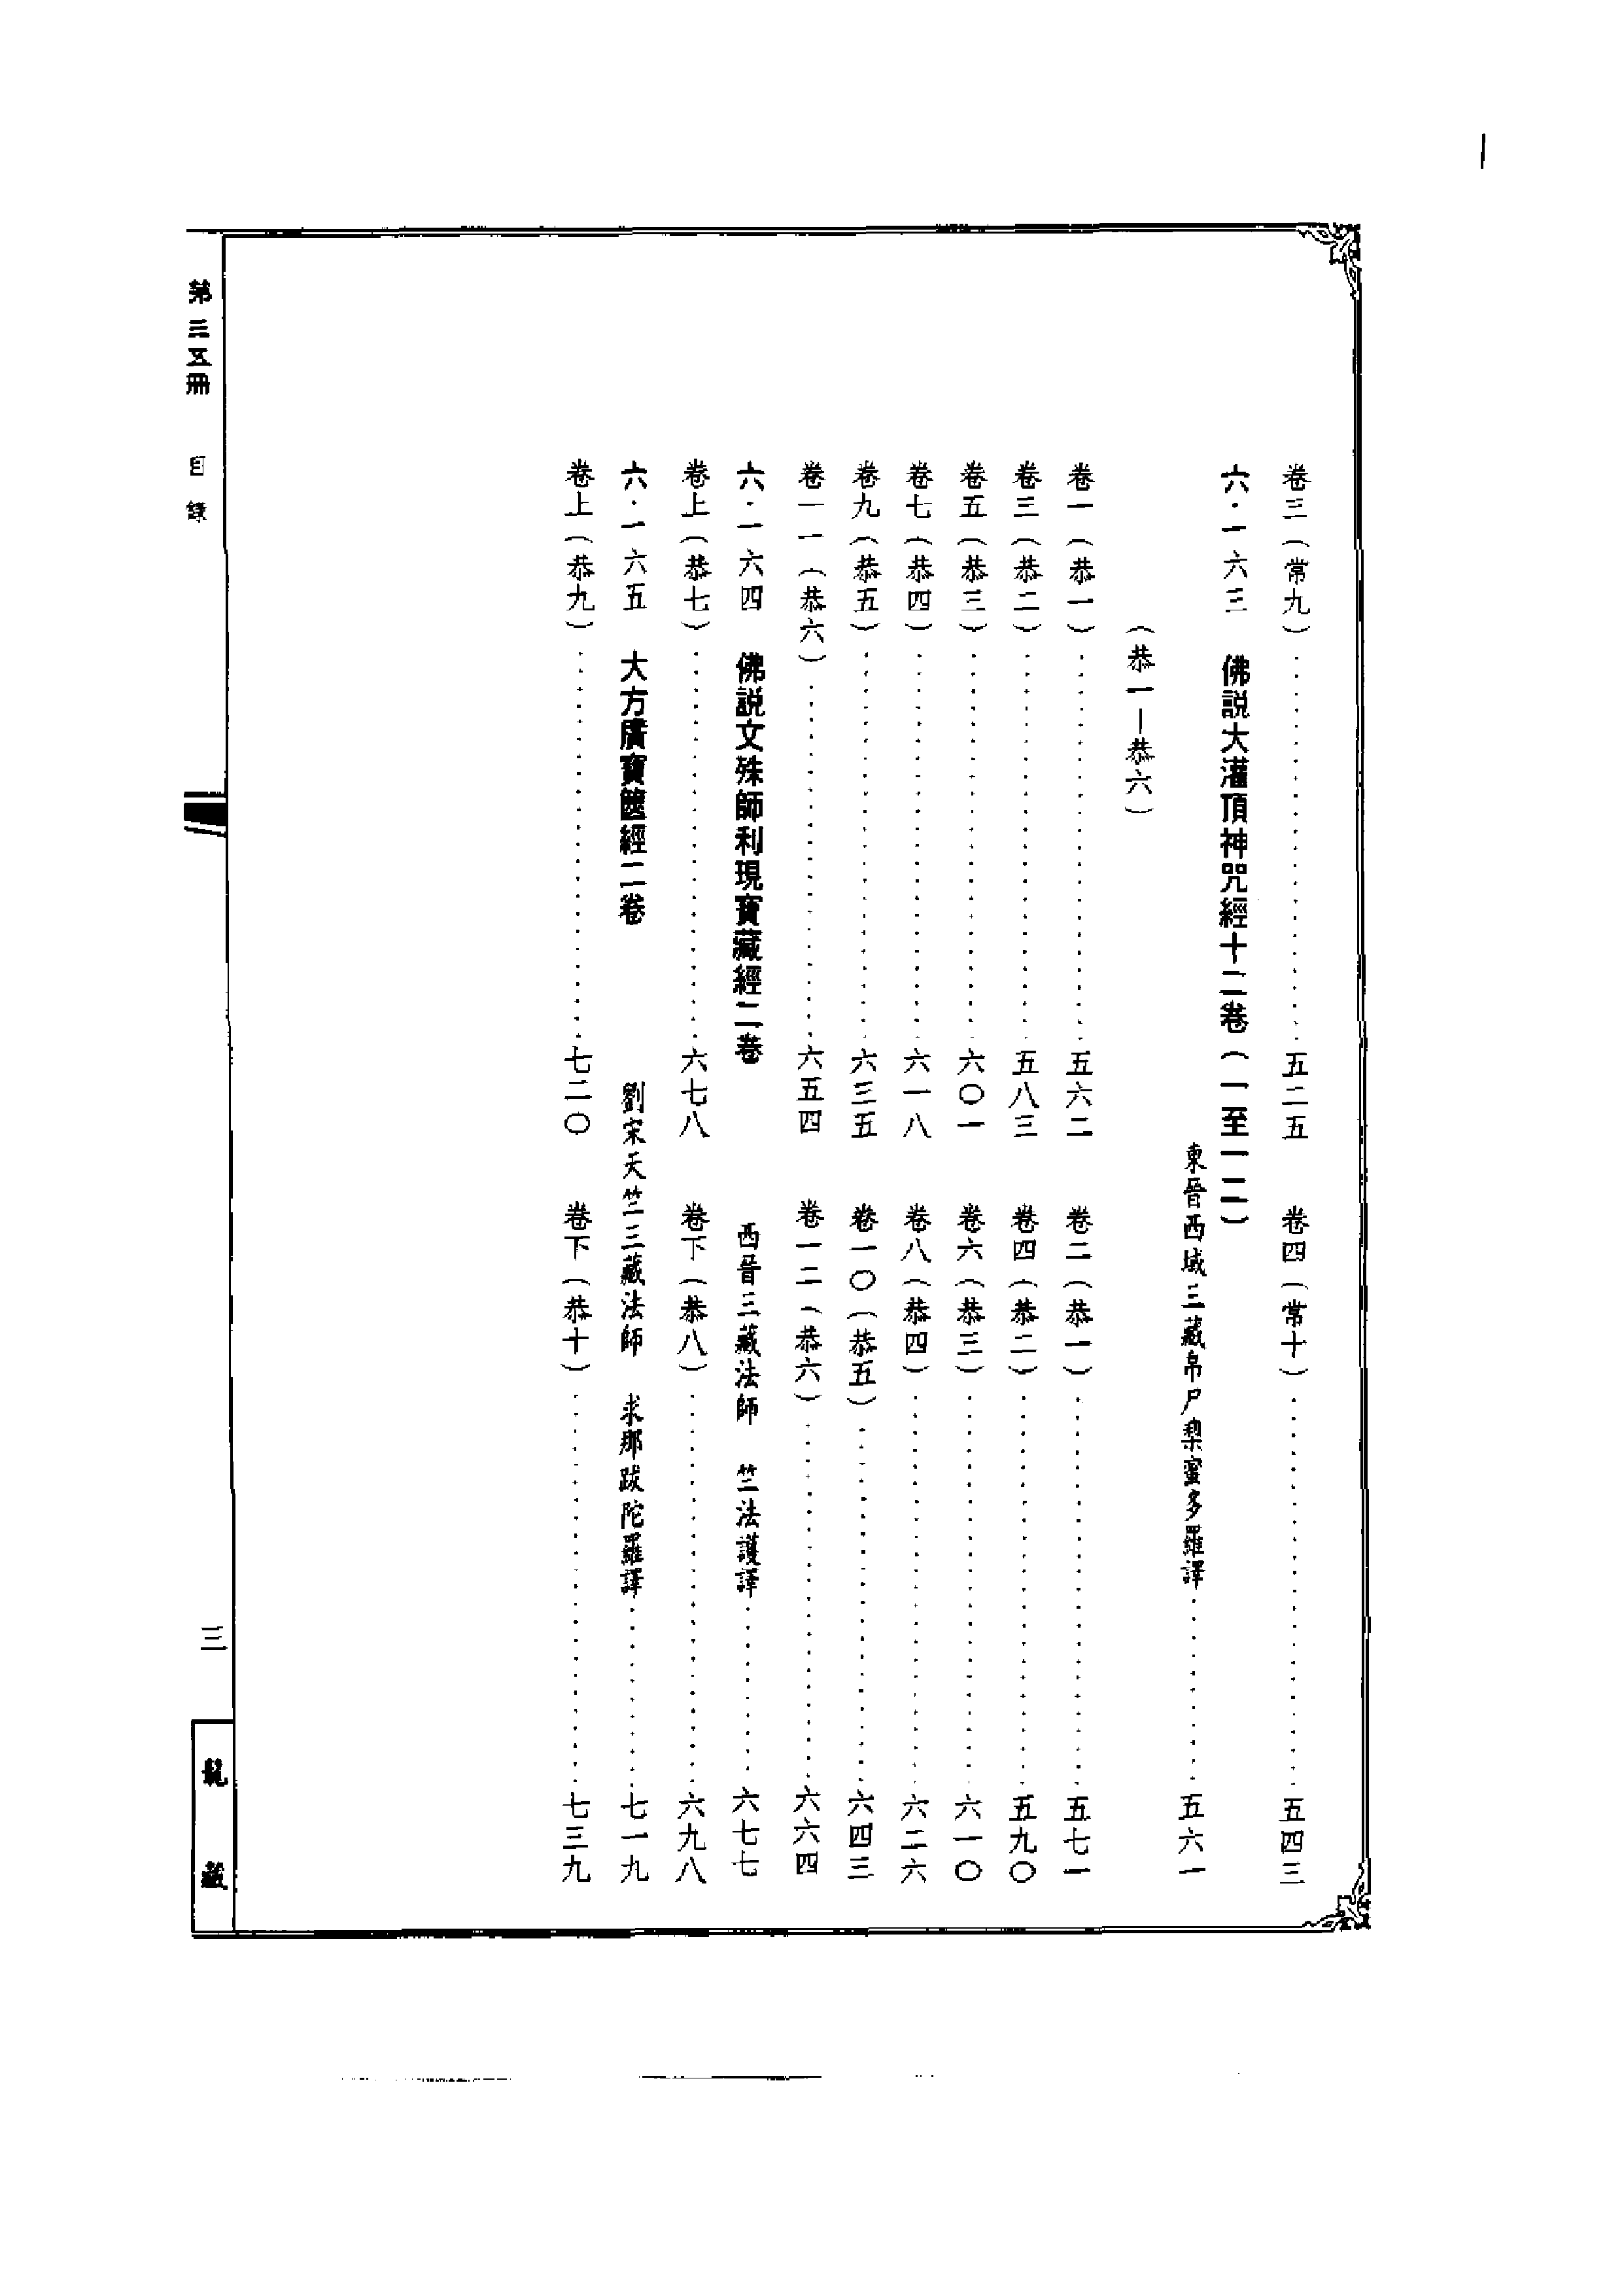 卷三（常九）……五二五　卷四（常十）……五四三
六·一六三　佛説大灌頂神咒經十二卷（一至一二）
東晉西域三藏帛尸梨蜜多羅譯……五六一
（恭一—恭六）
卷一（恭一）……五六二　卷二（恭一）……五七一
卷三（恭二）……五八三　卷四（恭二）……五九〇
卷五（恭三）……六〇一　卷六（恭三）……六一〇
卷七（恭四）……六一八　卷八（恭四）……六二六
卷九（恭五）……六三五　卷一〇（恭五）……六四三
卷一一（恭六）……六五四　卷一二（恭六）……六六四
六·一六四　佛説文殊師利現寶藏經二卷　西晉三藏法師　竺法護譯……六七七
卷上（恭七）……六七八　卷下（恭八）……六九八
六·一六五　大方廣寶篋經二卷　劉宋天竺三藏法師　求那跋陀羅譯……七一九
卷上（恭九）……七二〇　卷下（恭十）……七三九
第三五冊　目錄　三　龍藏